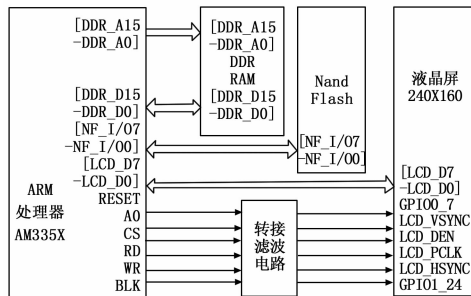 [DDR_A15
-DDR_A0]
[DDR_D15
-DDR_D0]
[NF_I/O7
-NF_I/O0]
[LCD_D7
-LCD_D0]
RESET
A0
CS
RD
WR
BLK
ARM
处理器
AM335X
[DDR_A15
-DDR_A0]
DDR
RAM
[DDR_D15
-DDR_D0]
Nand
Flash
[NF_I/O7
-NF_I/O0]
转接
滤波
电路
液晶屏
240X160
[LCD_D7
-LCD_D0]
GPIO0_7
LCD_VSYNC
LCD_DEN
LCD_PCLK
LCD_HSYNC
GPIO1_24